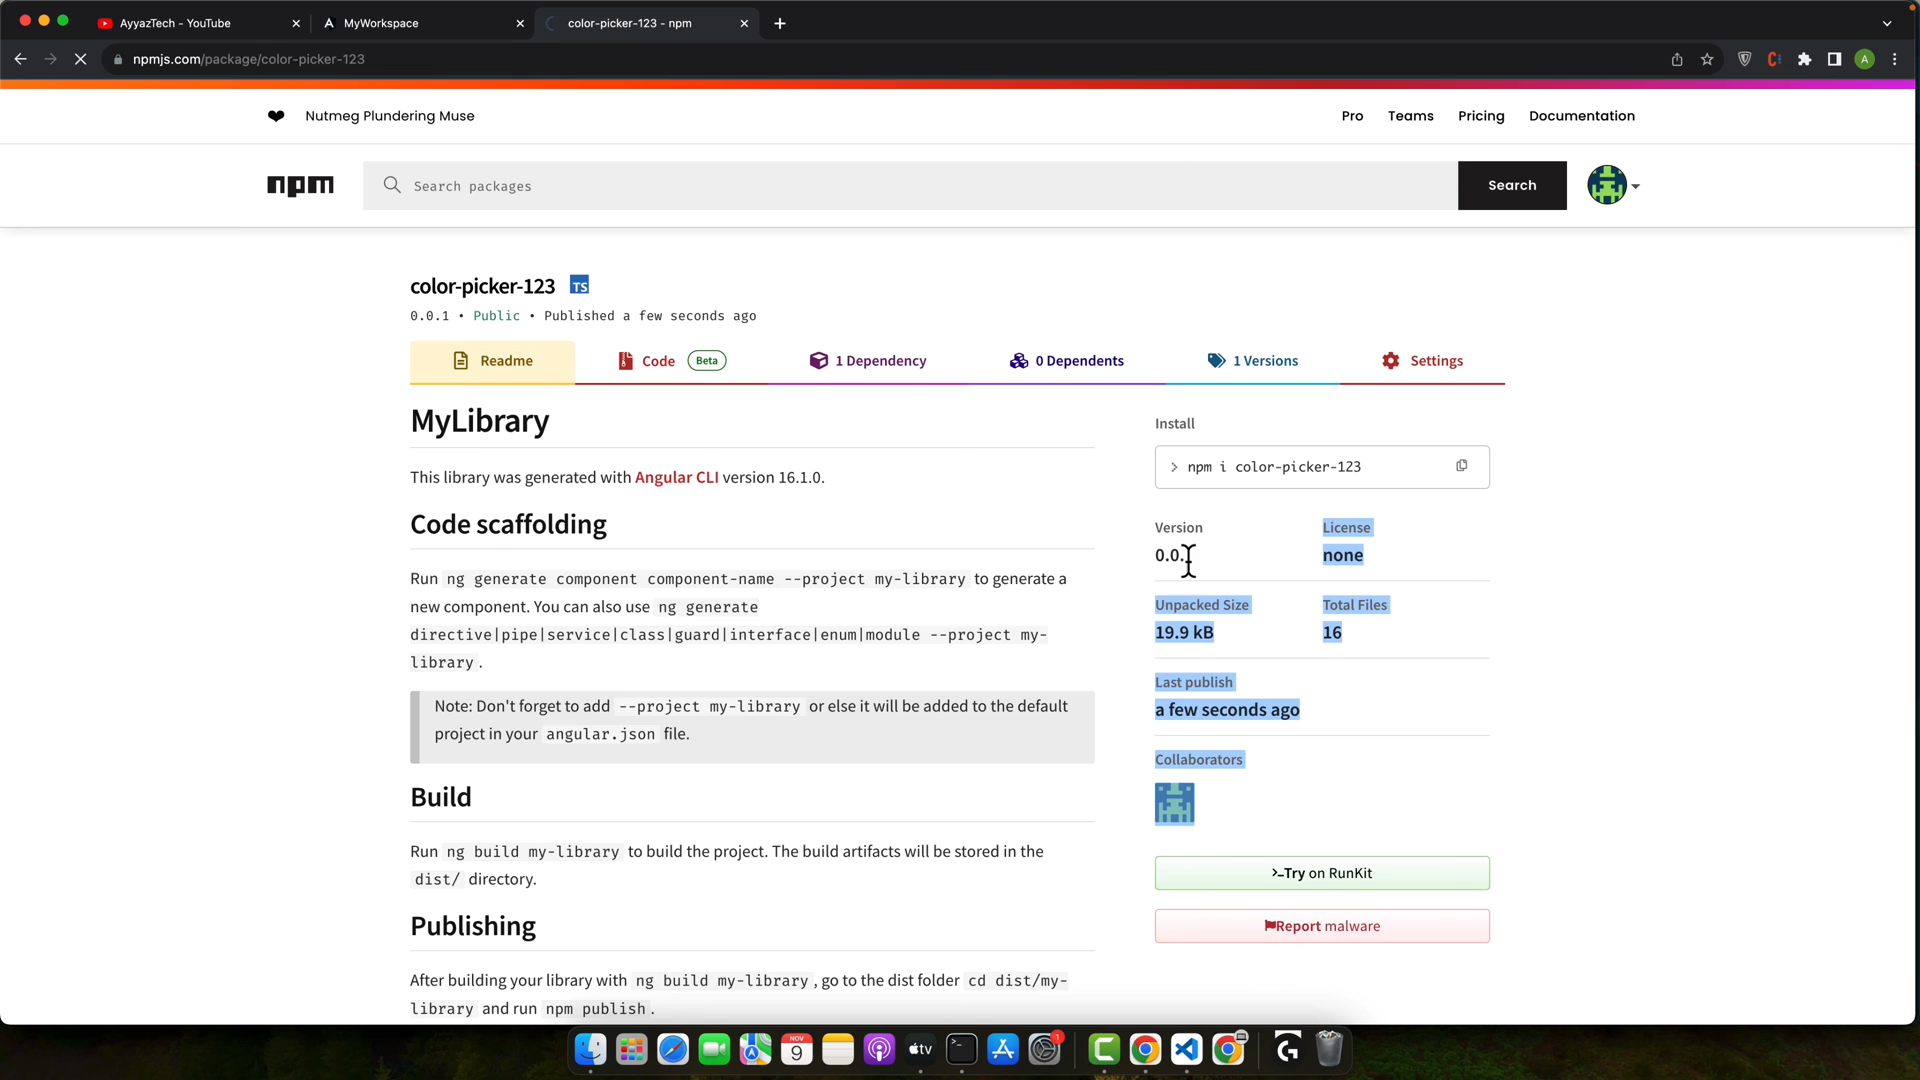 AyyazTech - YouTube
MyWorkspace
color-picker-123 - npm
npmjs.com/package/color-picker-123
A
Nutmeg Plundering Muse
Pro
Teams
Pricing
Documentation
npm
Search packages
Search
color-picker-123
TS
0.0.1 • Public • Published a few seconds ago
Readme
Code
Beta
1 Dependency
0 Dependents
1 Versions
Settings
MyLibrary
This library was generated with Angular CLI version 16.1.0.
Code scaffolding
Run ng generate component component-name --project my-library to generate a
new component. You can also use ng generate
directive|pipe|service|class|guard|interface|enum|module --project my-
library .
Note: Don't forget to add --project my-library or else it will be added to the default
project in your angular.json file.
Build
Run ng build my-library to build the project. The build artifacts will be stored in the
dist/ directory.
Publishing
After building your library with ng build my-library , go to the dist folder cd dist/my-
library and run npm publish .
Install
> npm i color-picker-123
Version
0.0.
License
none
Unpacked Size
19.9 kB
Total Files
16
Last publish
a few seconds ago
Collaborators
>_Try on RunKit
Report malware
NOV
9
tv
1